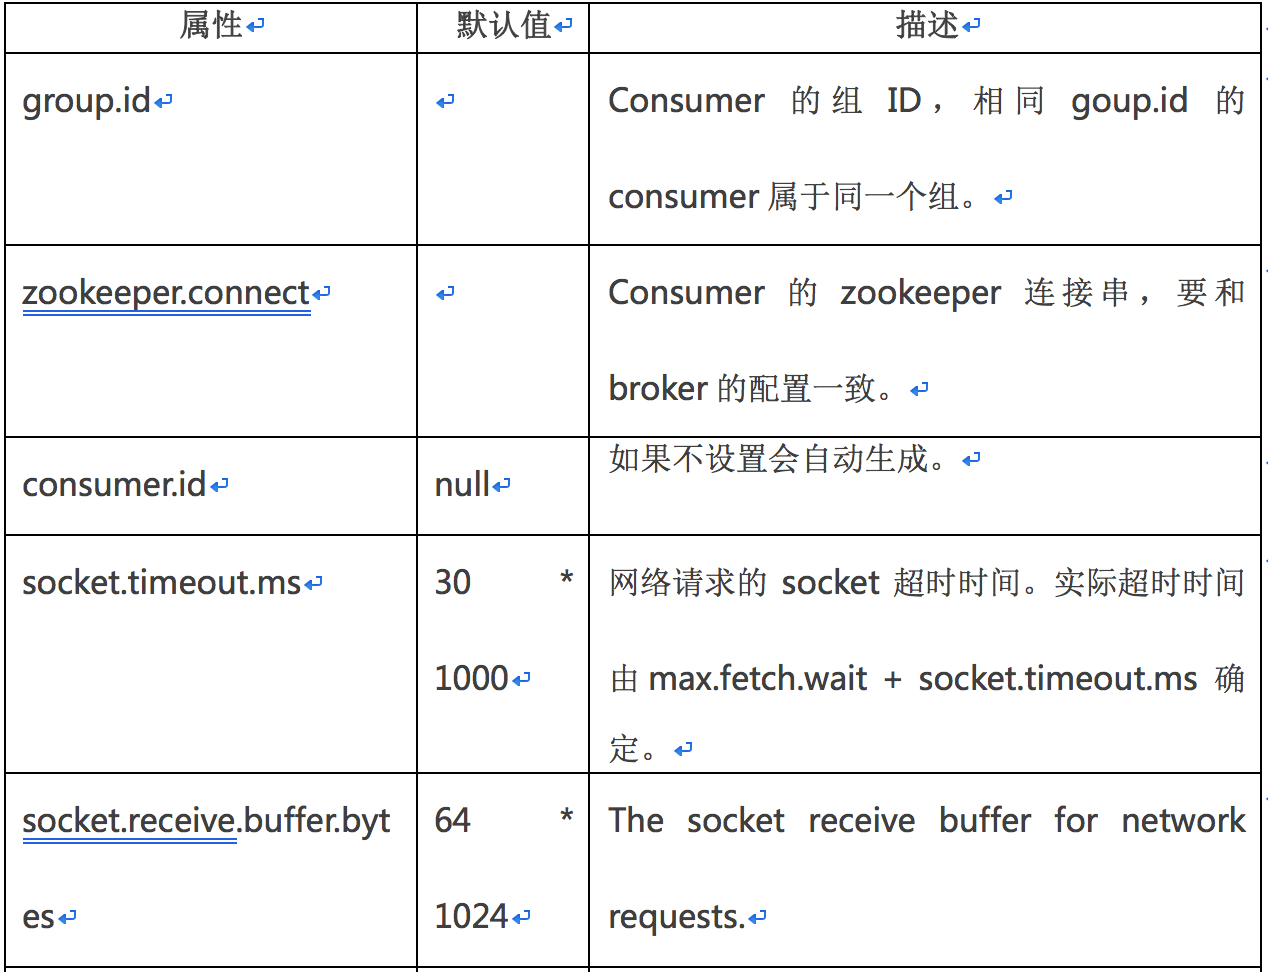 属性 默认值 描述
group.id Consumer 的组 ID，相同 goup.id 的
consumer 属于同一个组。
zookeeper.connect Consumer 的 zookeeper 连接串，要和
broker 的配置一致。
consumer.id null 如果不设置会自动生成。
socket.timeout.ms 30 * 网络请求的 socket 超时时间。实际超时时间
1000 由 max.fetch.wait + socket.timeout.ms 确
定。
socket.receive.buffer.byt 64 * The socket receive buffer for network
es 1024 requests.